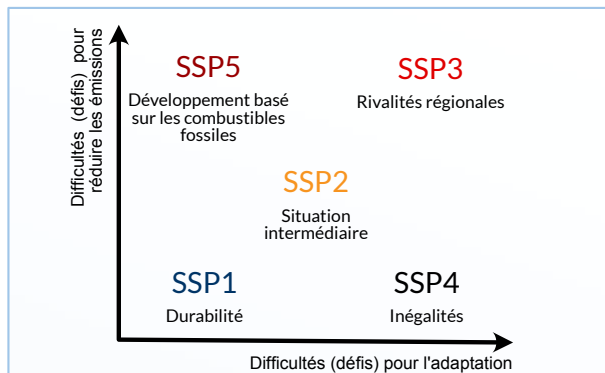 Difficultés (défis) pour
réduire les émissions
SSP5
Développement basé
sur les combustibles
fossiles
SSP3
Rivalités régionales
SSP2
Situation
intermédiaire
SSP1
Durabilité
SSP4
Inégalités
Difficultés (défis) pour l'adaptation